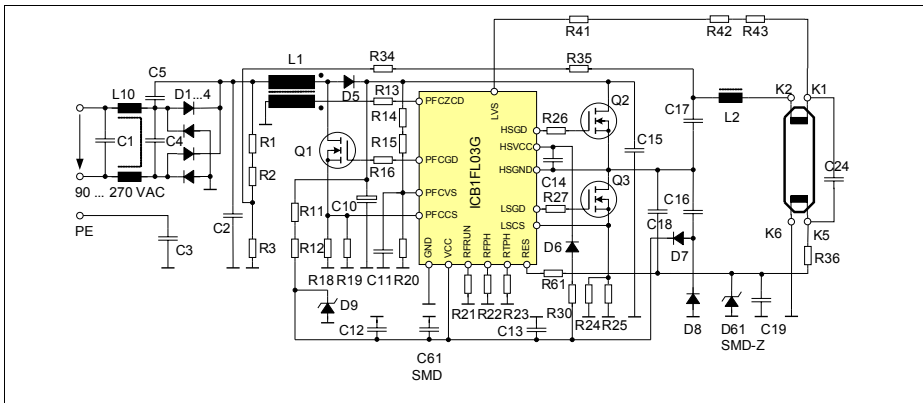 R41
R42 R43
L1
R34
R35
C5
L10
D1...4
D5
R13
PFCZCD
LVS
Q2
C17
K2
K1
L2
R14
HSGD
R26
C1
C4
R1
R15
HSVCC
C15
Q1
PFCGD
ICB1FL03G
R16
R2
HSGND
C14
Q3
C24
90 ... 270 VAC
PFCVS
R27
LSGD
C16
PE
R11
C10
PFCCS
LSCS
C18
K6
K5
C2
D6
D7
R3
R12
GND
VCC
RFRUN
RFPH
RTPH
RES
R36
C3
R18
R19
C11
R20
R61
D9
R21
R22
R23
R30
R24
R25
D8
D61
SMD-Z
C19
C12
C61
SMD
C13